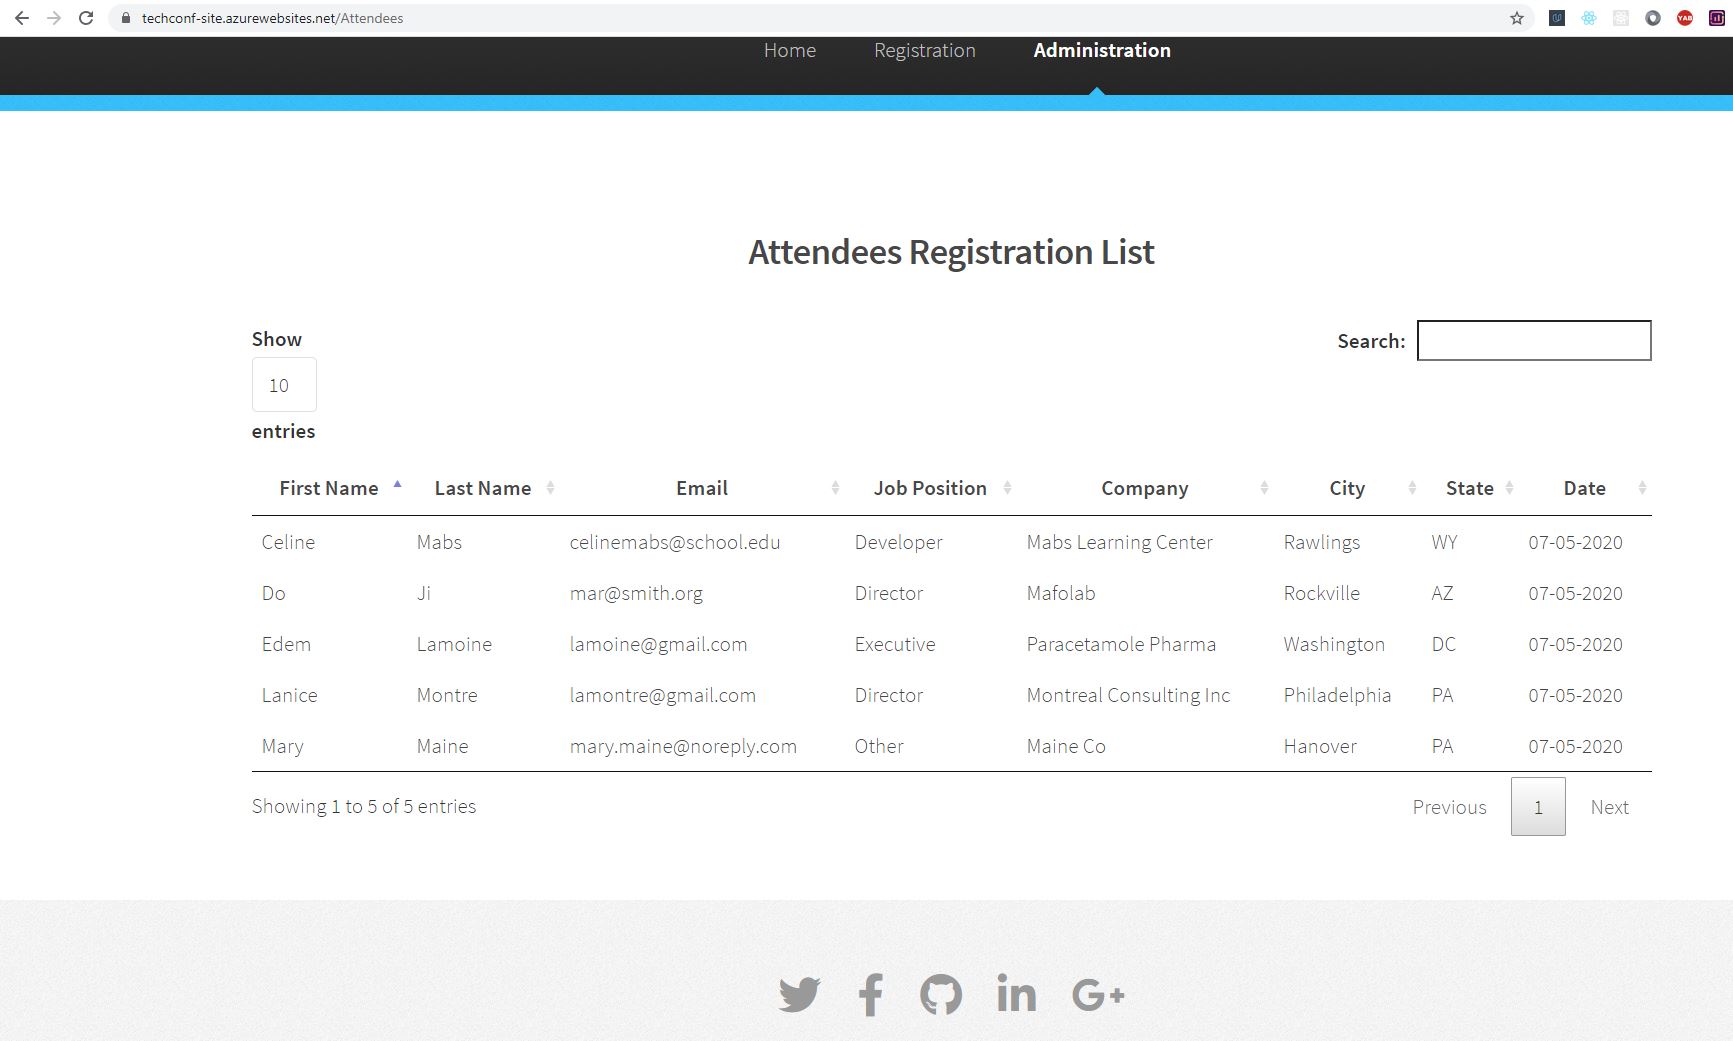 techconf-site.azurewebsites.net/Attendees
Home Registration Administration
Attendees Registration List
Show
10
entries
Search:
First Name Last Name Email Job Position Company City State Date
Celine Mabs celinemabs@school.edu Developer Mabs Learning Center Rawlings WY 07-05-2020
Do Ji mar@smith.org Director Mafolab Rockville AZ 07-05-2020
Edem Lamoine lamoine@gmail.com Executive Paracetamole Pharma Washington DC 07-05-2020
Lanice Montre lamontre@gmail.com Director Montreal Consulting Inc Philadelphia PA 07-05-2020
Mary Maine mary.maine@noreply.com Other Maine Co Hanover PA 07-05-2020
Showing 1 to 5 of 5 entries
Previous 1 Next